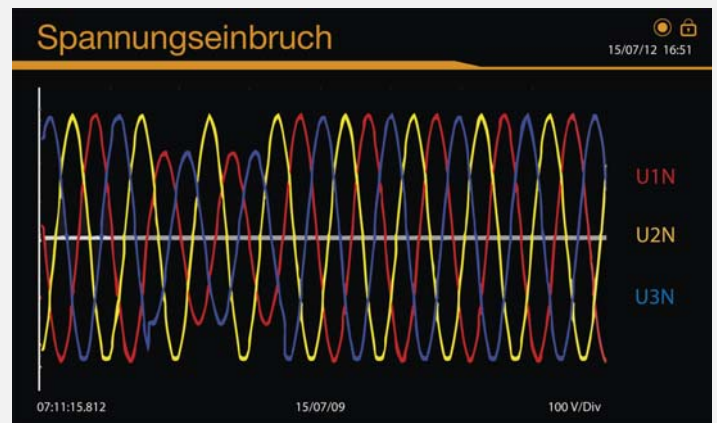 Spannungseinbruch
15/07/12 16:51
U1N
U2N
U3N
07:11:15.812 15/07/09 100 V/Div